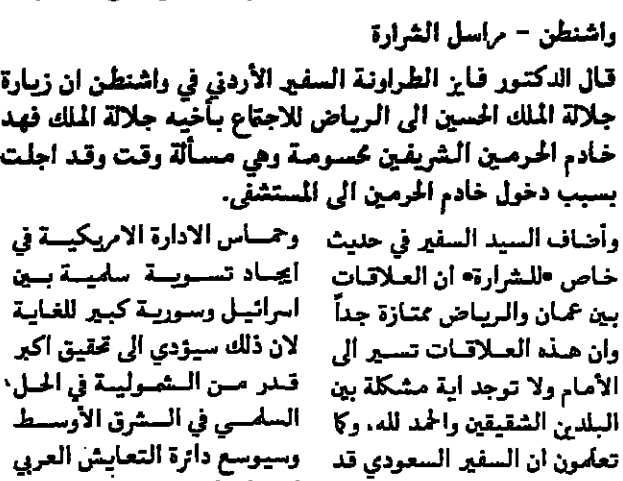 واشنطن - مراسل الشرارة
قال الدكتور فايز الطراونة السفير الأردني في واشنطن ان زيارة
جلالة الملك الحسين الى الرياض للاجتماع بأخيه جلالة الملك فهد
خادم الحرمين الشريفين محسومة وهي مسألة وقت وقد اجلت
بسبب دخول خادم الحرمين الى المستشفى.
وأضاف السيد السفير في حديث
خاص «للشرارة» ان العلاقات
بين عمان والرياض ممتازة جداً
وان هذه العلاقات تسير الى
الأمام ولا توجد اية مشكلة بين
البلدين الشقيقين والحمد لله، وكا
تعلمون ان السفير السعودي قد
وحماس الادارة الامريكية في
ايجاد تسوية سلمية بين
اسرائيل وسورية كبير للغاية
لان ذلك سيؤدي الى تحقيق اكبر
قدر من الشمولية في الحل،
السلمي في الشرق الأوسط
وسيوسع دائرة التعايش العربي